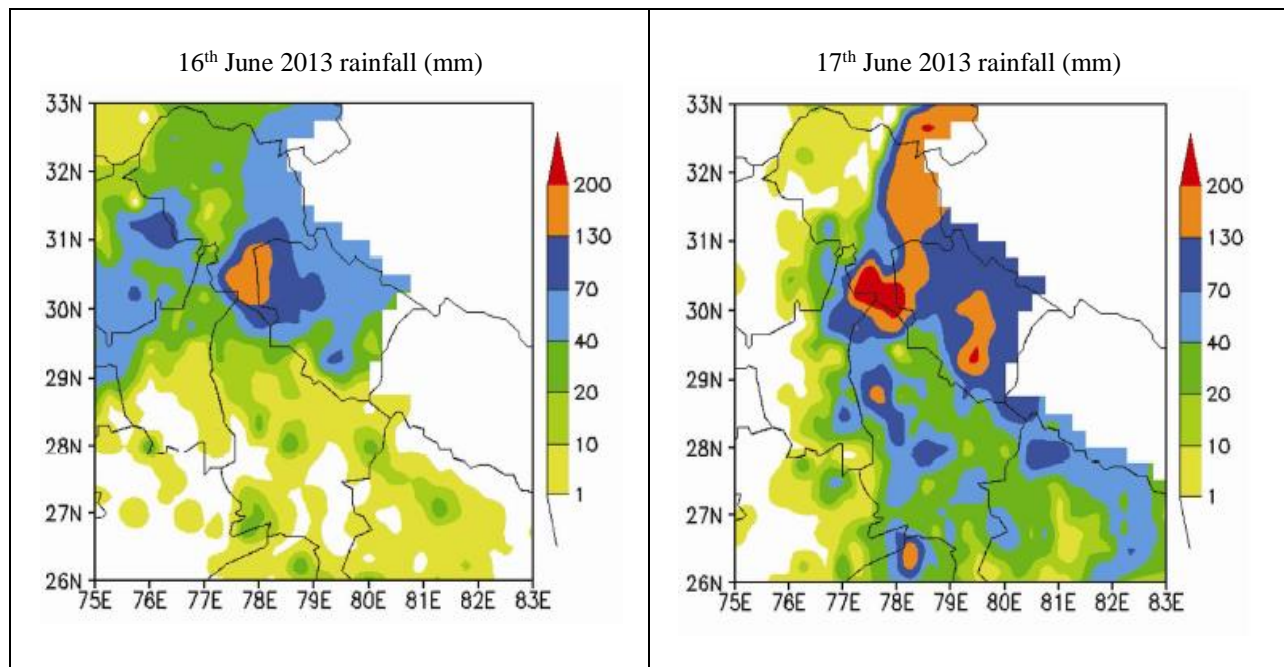 16th June 2013 rainfall (mm)
33N
32N
31N
30N
29N
28N
27N
26N
75E 76E 77E 78E 79E 80E 81E 82E 83E
200
130
70
40
20
10
1
17th June 2013 rainfall (mm)
33N
32N
31N
30N
29N
28N
27N
26N
75E 76E 77E 78E 79E 80E 81E 82E 83E
200
130
70
40
20
10
1